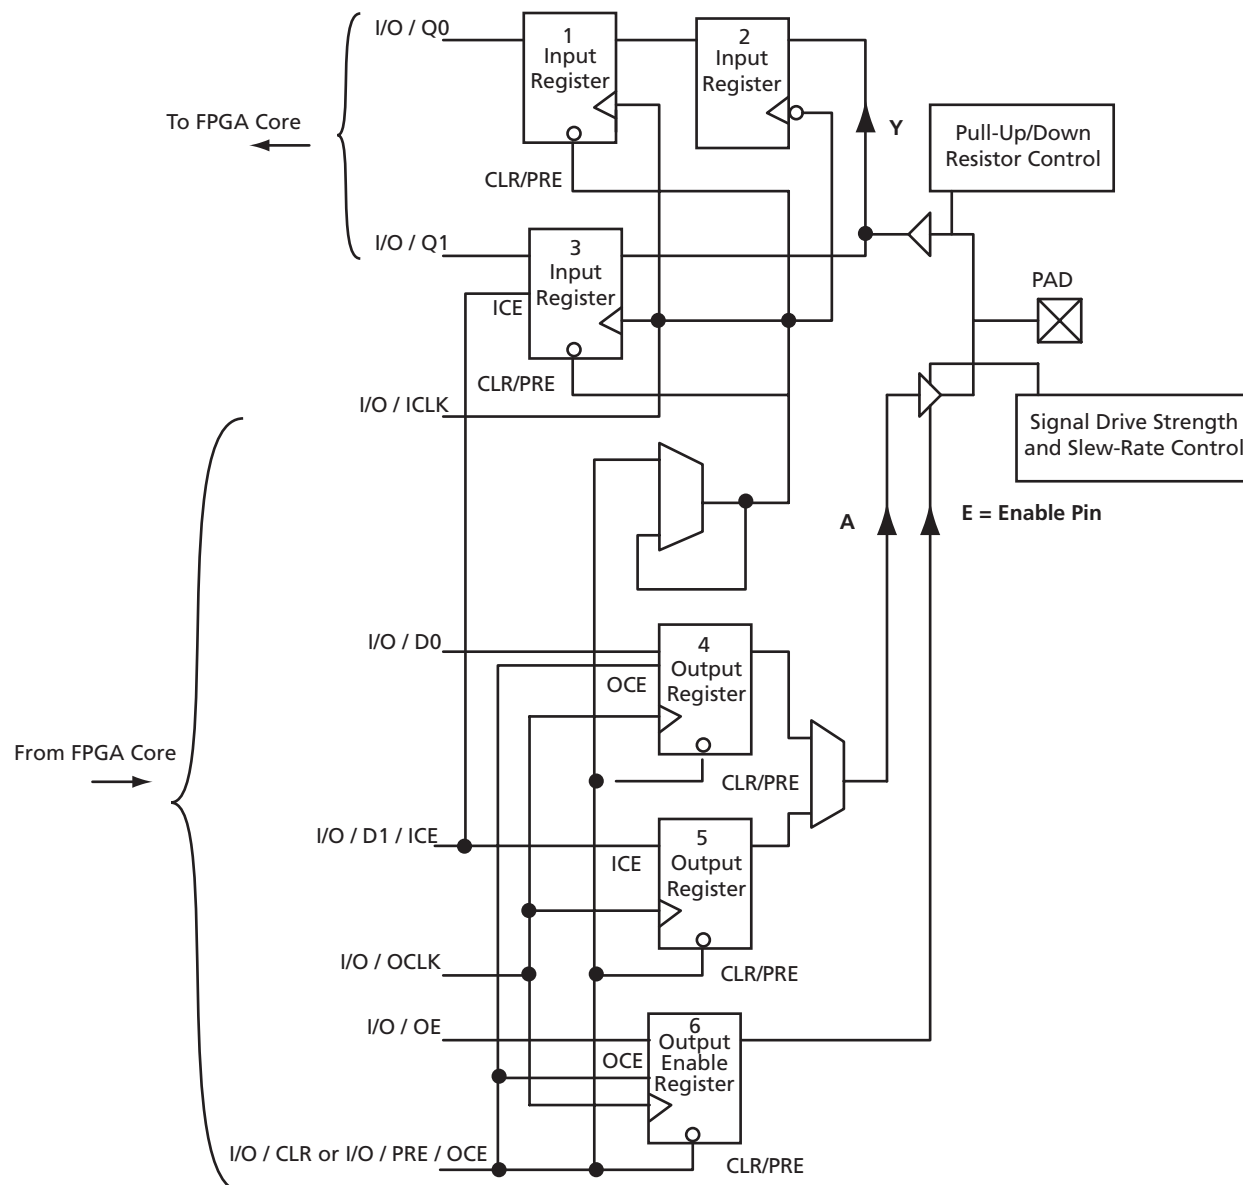 I/O / Q0
1
Input
Register
2
Input
Register
To FPGA Core
Y
Pull-Up/Down
Resistor Control
CLR/PRE
I/O / Q1
3
Input
Register
ICE
PAD
CLR/PRE
I/O / ICLK
Signal Drive Strength
and Slew-Rate Control
A
E = Enable Pin
I/O / D0
4
Output
Register
OCE
From FPGA Core
CLR/PRE
I/O / D1 / ICE
5
Output
Register
ICE
I/O / OCLK
CLR/PRE
I/O / OE
6
Output
Enable
Register
OCE
I/O / CLR or I/O / PRE / OCE
CLR/PRE